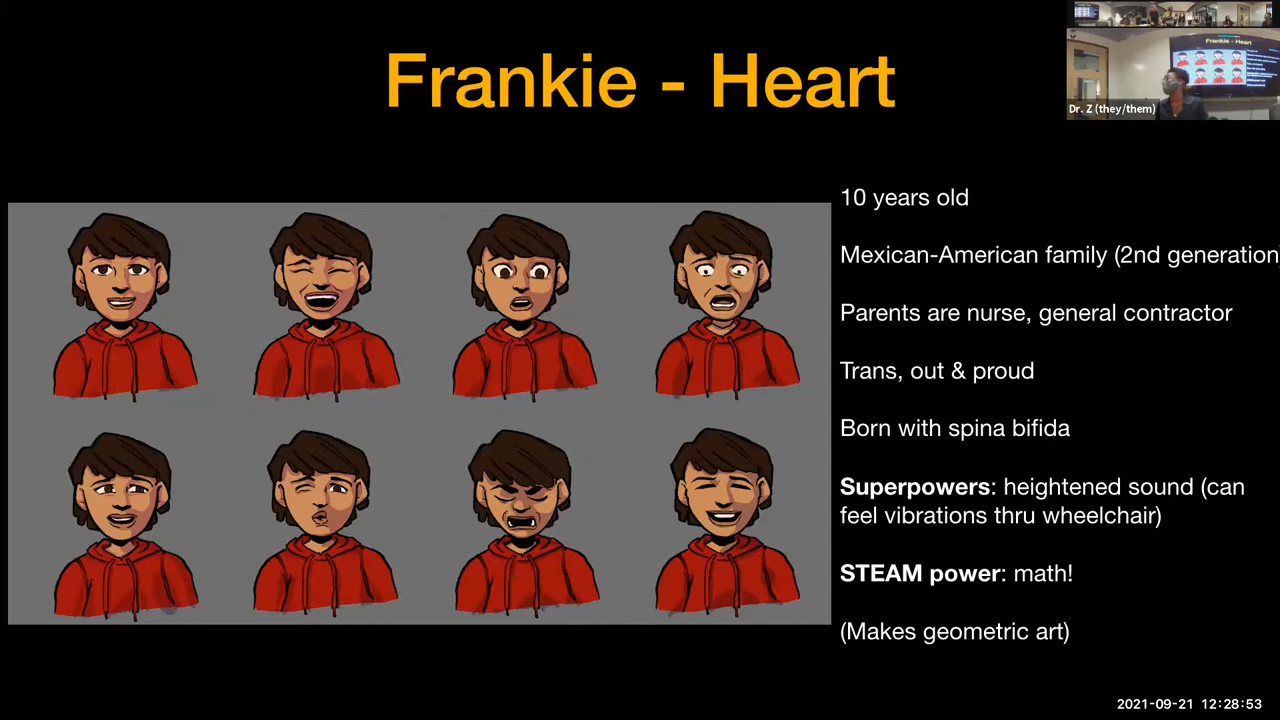 Frankie - Heart
Frankie - Heart
Dr. Z (they/them)
10 years old
Mexican-American family (2nd generation
Parents are nurse, general contractor
Trans, out & proud
Born with spina bifida
Superpowers: heightened sound (can
feel vibrations thru wheelchair)
STEAM power: math!
(Makes geometric art)
2021-09-21 12:28:53